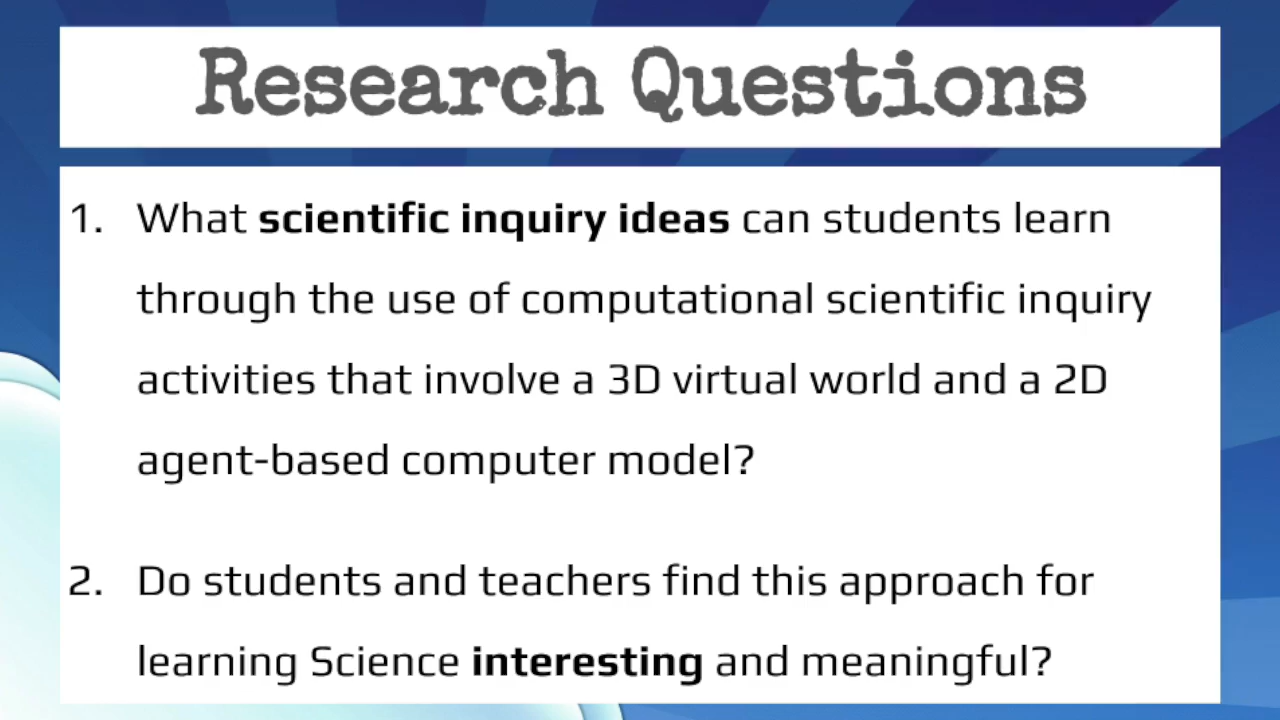 Research Questions
1. What scientific inquiry ideas can students learn
through the use of computational scientific inquiry
activities that involve a 3D virtual world and a 2D
agent-based computer model?
2. Do students and teachers find this approach for
learning Science interesting and meaningful?